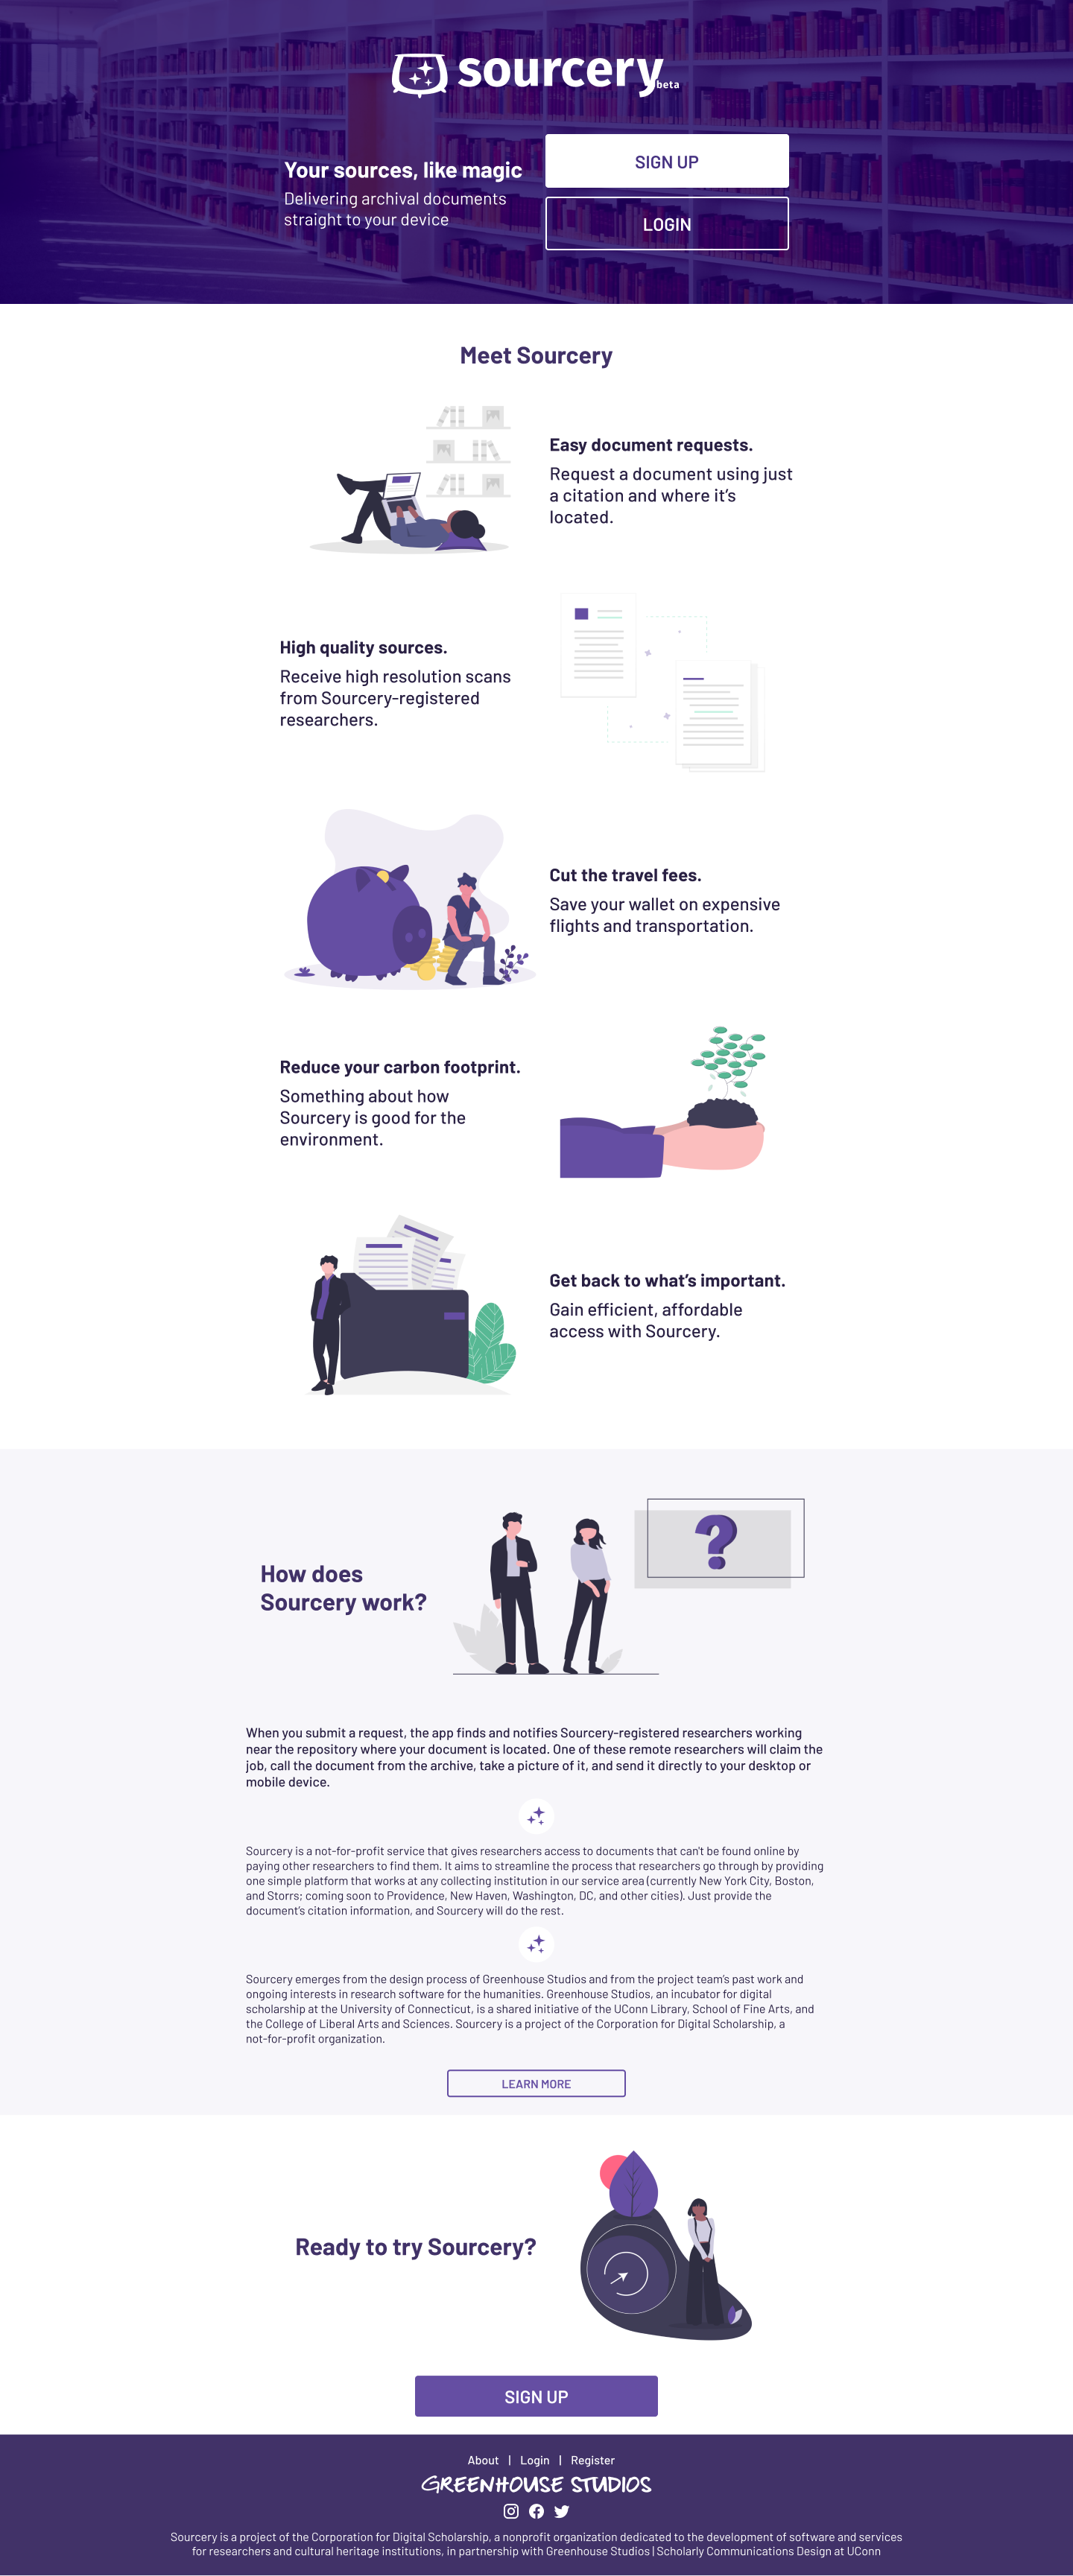 sourcery
beta
Your sources, like magic
Delivering archival documents
straight to your device
SIGN UP
LOGIN
Meet Sourcery
Easy document requests.
Request a document using just
a citation and where it’s
located.
High quality sources.
Receive high resolution scans
from Sourcery-registered
researchers.
Cut the travel fees.
Save your wallet on expensive
flights and transportation.
Reduce your carbon footprint.
Something about how
Sourcery is good for the
environment.
Get back to what’s important.
Gain efficient, affordable
access with Sourcery.
How does
Sourcery work?
?
When you submit a request, the app finds and notifies Sourcery-registered researchers working
near the repository where your document is located. One of these remote researchers will claim the
job, call the document from the archive, take a picture of it, and send it directly to your desktop or
mobile device.
Sourcery is a not-for-profit service that gives researchers access to documents that can't be found online by
paying other researchers to find them. It aims to streamline the process that researchers go through by providing
one simple platform that works at any collecting institution in our service area (currently New York City, Boston,
and Storrs; coming soon to Providence, New Haven, Washington, DC, and other cities). Just provide the
document’s citation information, and Sourcery will do the rest.
Sourcery emerges from the design process of Greenhouse Studios and from the project team’s past work and
ongoing interests in research software for the humanities. Greenhouse Studios, an incubator for digital
scholarship at the University of Connecticut, is a shared initiative of the UConn Library, School of Fine Arts, and
the College of Liberal Arts and Sciences. Sourcery is a project of the Corporation for Digital Scholarship, a
not-for-profit organization.
LEARN MORE
Ready to try Sourcery?
SIGN UP
About | Login | Register
GREENHOUSE STUDIOS
Sourcery is a project of the Corporation for Digital Scholarship, a nonprofit organization dedicated to the development of software and services
for researchers and cultural heritage institutions, in partnership with Greenhouse Studios | Scholarly Communications Design at UConn